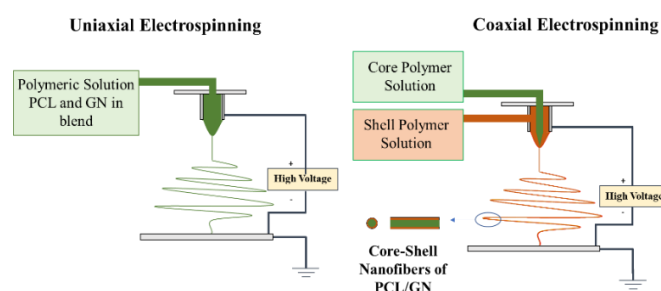 Uniaxial Electrospinning
Polymeric Solution
PCL and GN in
blend
+
High Voltage
-
Coaxial Electrospinning
Core Polymer
Solution
Shell Polymer
Solution
+
High Voltage
-
Core-Shell
Nanofibers of
PCL/GN